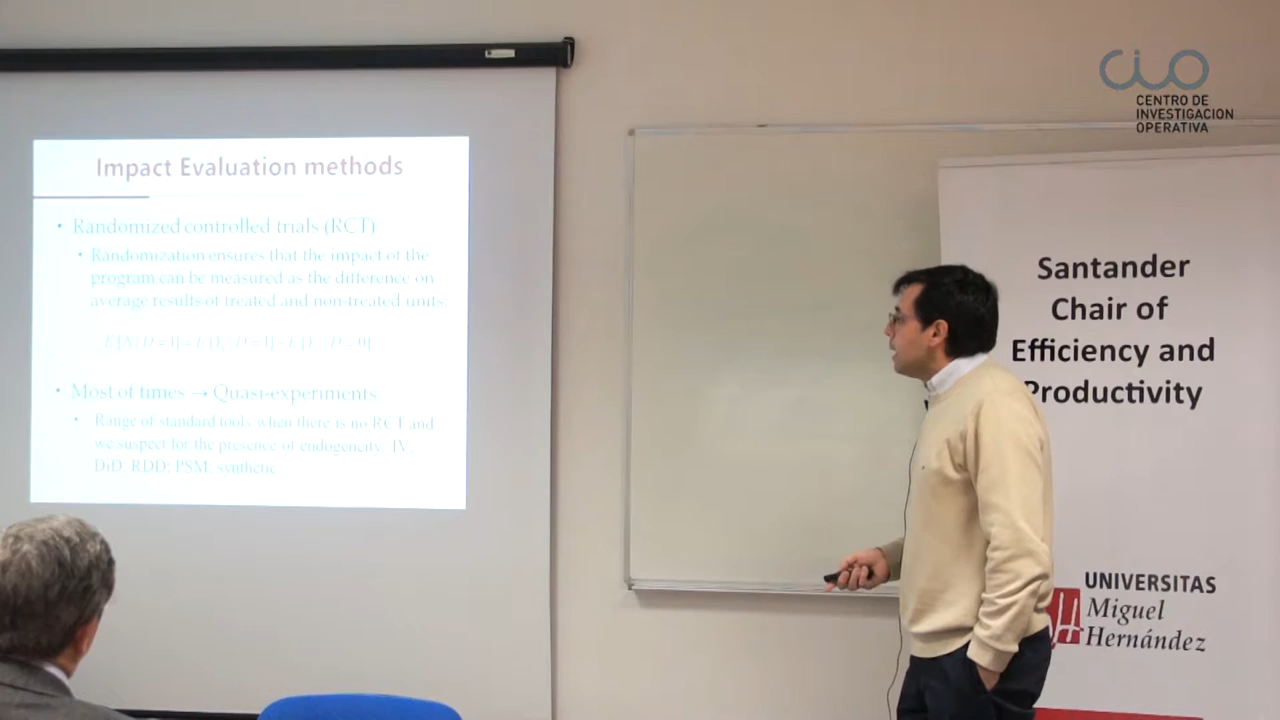 Impact Evaluation methods
• Randomized controlled trials (RCT)
• Randomization ensures that the impact of the
program can be measured as the difference on
average results of treated and non-treated units
• Most of times → Quasi-experiments
• Range of standard tools when there is no RCT and
we suspect for the presence of endogeneity: IV;
DiD; RDD; PSM; synthetic
CIO
CENTRO DE
INVESTIGACION
OPERATIVA
Santander
Chair of
Efficiency and
Productivity
UNIVERSITAS
Miguel
Hernández